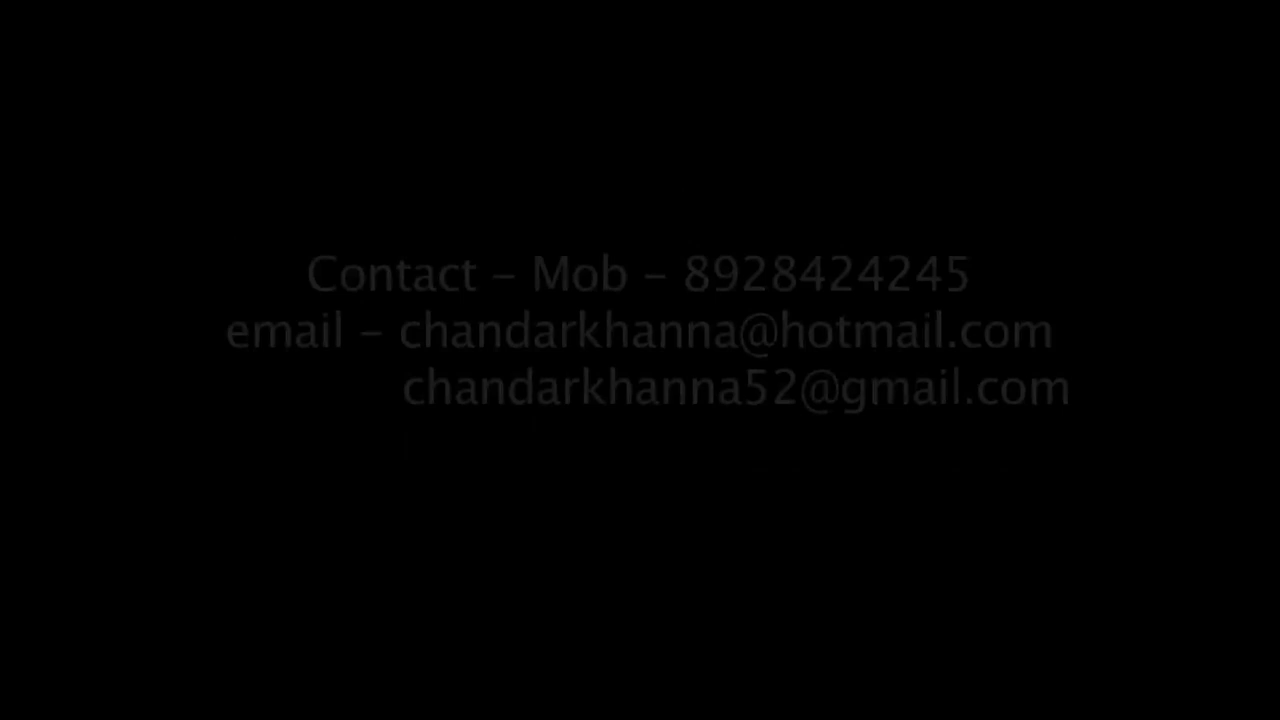 Contact – Mob – 8928424245
email – chandarkhanna@hotmail.com
chandarkhanna52@gmail.com